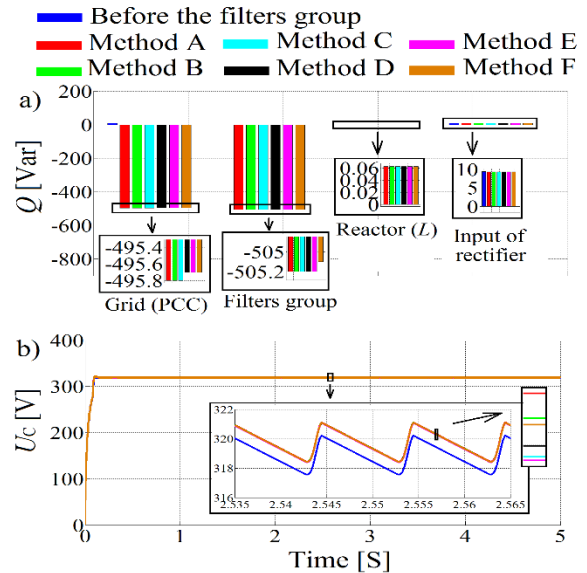 Before the filters group
Method A Method C Method E
Method B Method D Method F
a)
Q [Var]
200
0
-200
-400
-600
-800
-495.4
-495.6
-495.8
Grid (PCC)
-505
-505.2
Filters group
0.06
0.04
0.02
0
Reactor (L)
10
5
0
Input of
rectifier
b)
UC [V]
400
300
200
100
0
322
320
318
316
2.535 2.54 2.545 2.55 2.555 2.56 2.565
0 1 2 3 4 5
Time [S]